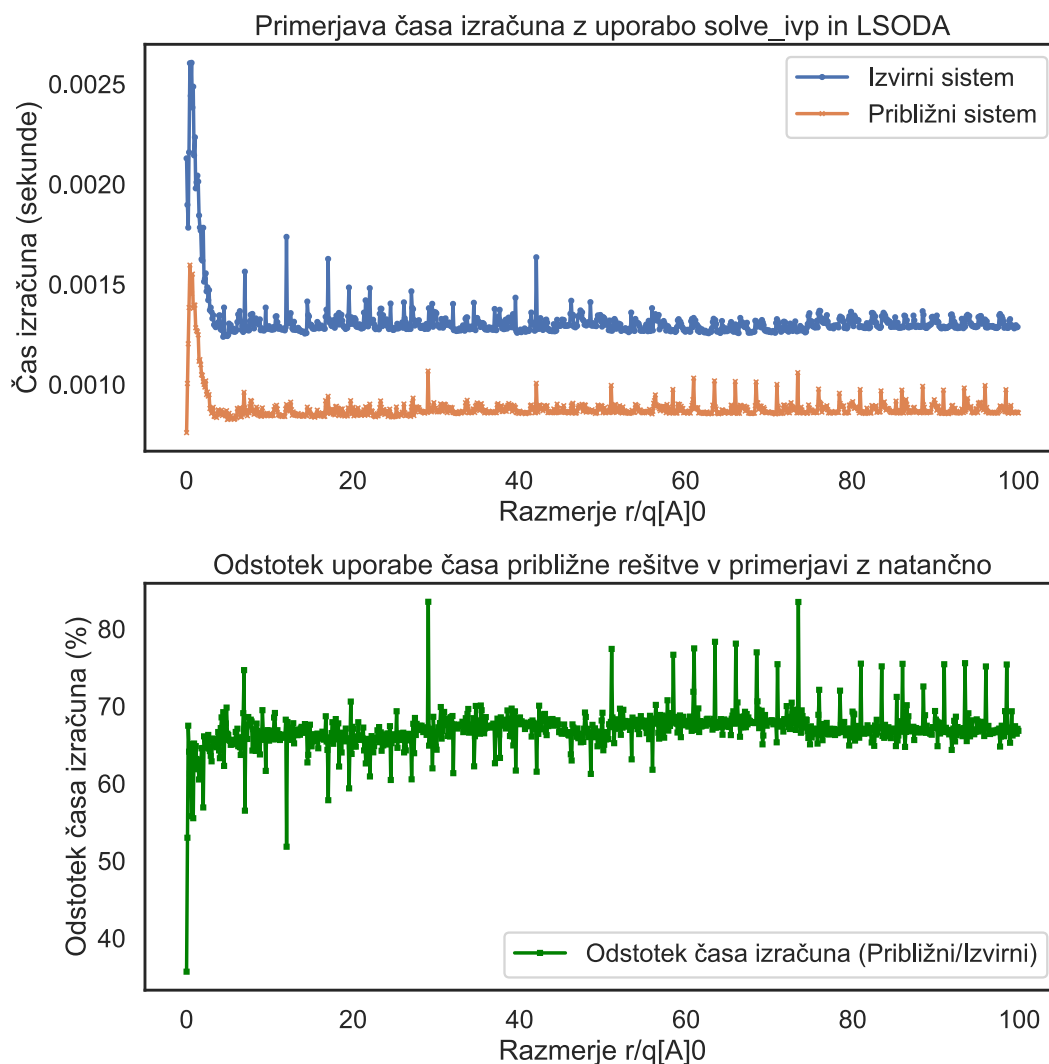 Primerjava časa izračuna z uporabo solve_ivp in LSODA
Čas izračuna (sekunde)
0.0025
0.0020
0.0015
0.0010
Izvirni sistem
Približni sistem
0 20 40 60 80 100
Razmerje r/q[A]0
Odstotek uporabe časa približne rešitve v primerjavi z natančno
Odstotek časa izračuna (%)
80
70
60
50
40
Odstotek časa izračuna (Približni/Izvirni)
0 20 40 60 80 100
Razmerje r/q[A]0